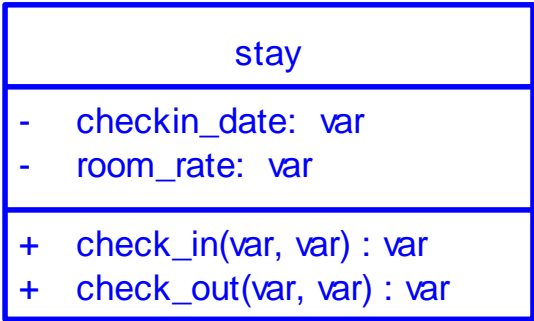 stay
- checkin_date: var
- room_rate: var
+ check_in(var, var) : var
+ check_out(var, var) : var